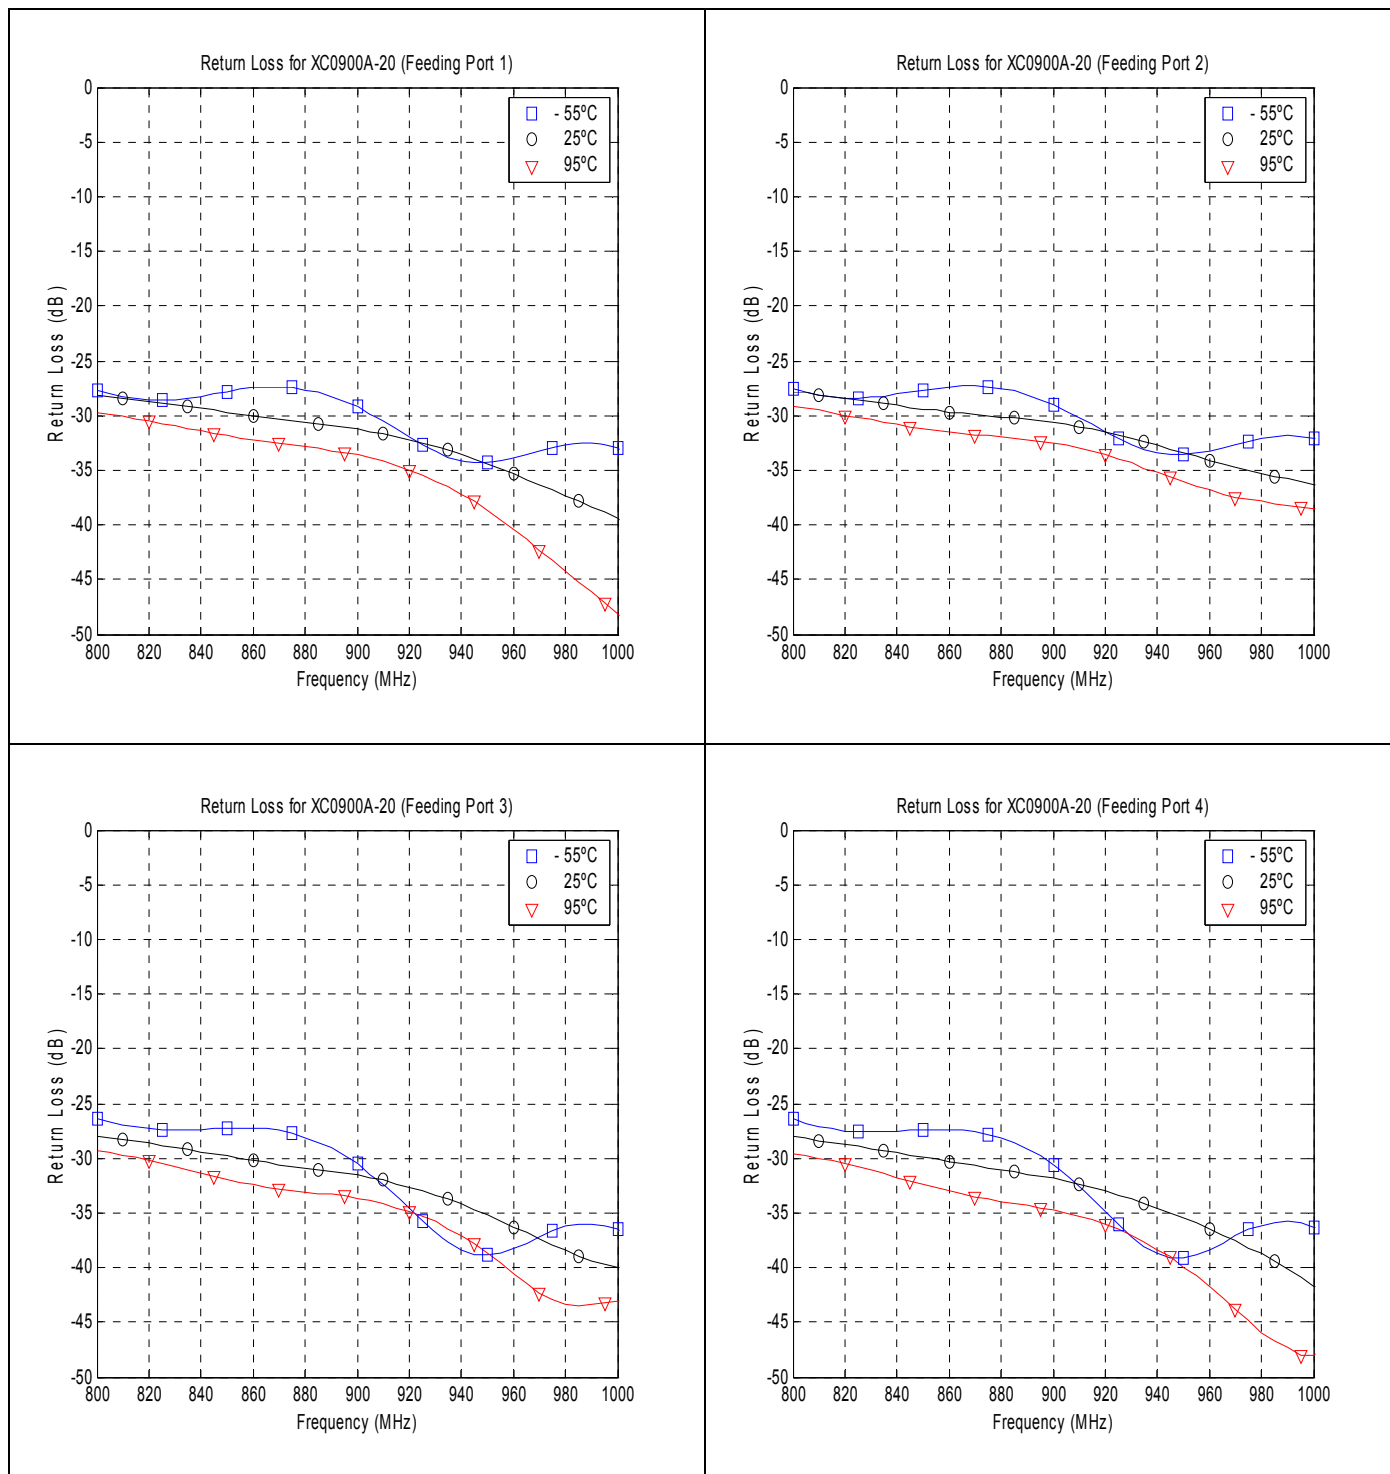 Return Loss for XC0900A-20 (Feeding Port 1)
- 55ºC
25ºC
95ºC
0
-5
-10
-15
-20
-25
-30
-35
-40
-45
-50
Return Loss (dB)
800 820 840 860 880 900 920 940 960 980 1000
Frequency (MHz)
Return Loss for XC0900A-20 (Feeding Port 2)
- 55ºC
25ºC
95ºC
0
-5
-10
-15
-20
-25
-30
-35
-40
-45
-50
Return Loss (dB)
800 820 840 860 880 900 920 940 960 980 1000
Frequency (MHz)
Return Loss for XC0900A-20 (Feeding Port 3)
- 55ºC
25ºC
95ºC
0
-5
-10
-15
-20
-25
-30
-35
-40
-45
-50
Return Loss (dB)
800 820 840 860 880 900 920 940 960 980 1000
Frequency (MHz)
Return Loss for XC0900A-20 (Feeding Port 4)
- 55ºC
25ºC
95ºC
0
-5
-10
-15
-20
-25
-30
-35
-40
-45
-50
Return Loss (dB)
800 820 840 860 880 900 920 940 960 980 1000
Frequency (MHz)